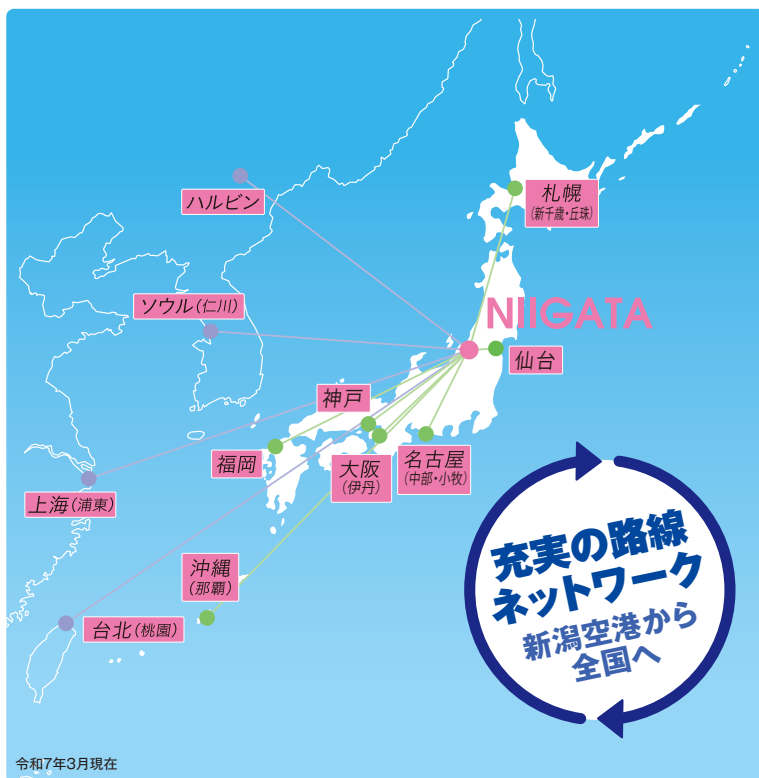 ハルビン
札幌
(新千歳・丘珠)
ソウル(仁川)
NIIGATA
仙台
神戸
福岡
大阪
(伊丹)
名古屋
(中部・小牧)
上海(浦東)
沖縄
(那覇)
台北(桃園)
充実の路線
ネットワーク
新潟空港から
全国へ
令和7年3月現在